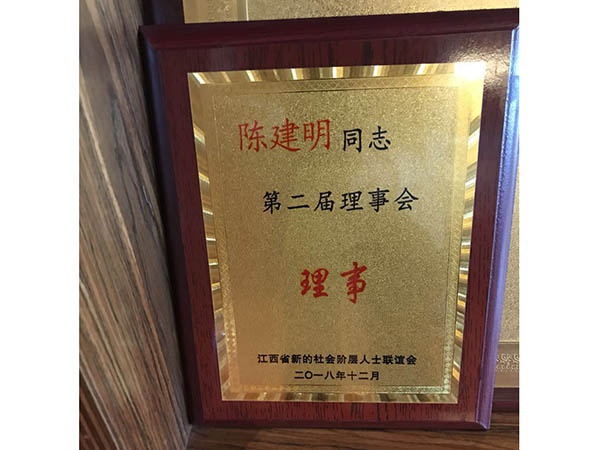 陈建明同志
第二届理事会
理事
江西省新的社会阶层人士联谊会
二〇一八年十二月